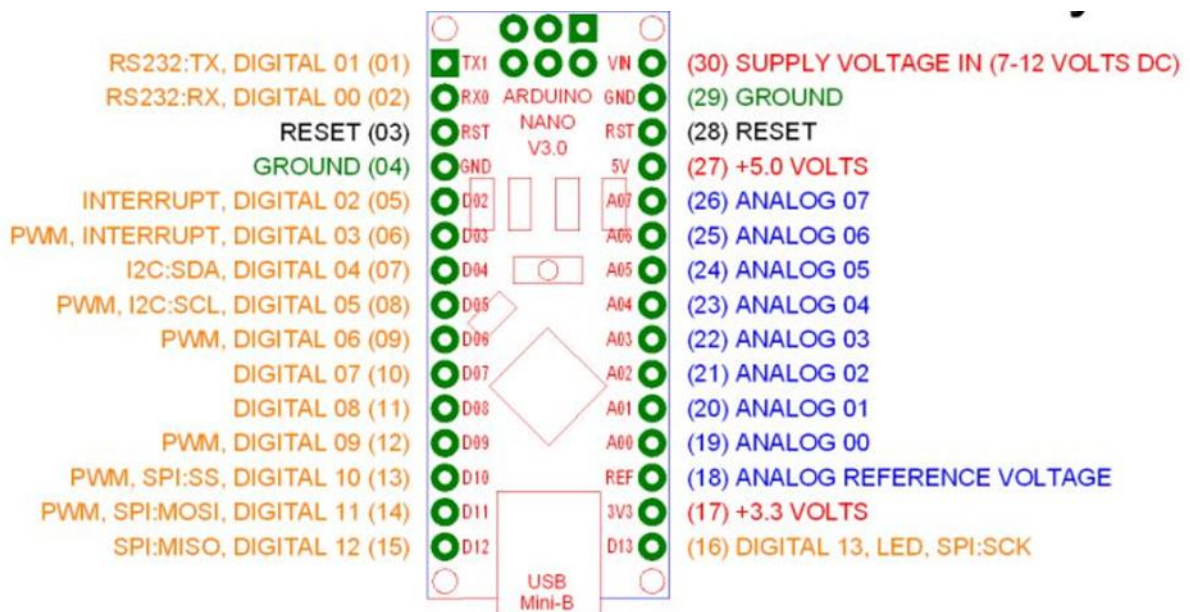 RS232:TX, DIGITAL 01 (01) TX1 VIN (30) SUPPLY VOLTAGE IN (7-12 VOLTS DC)
RS232:RX, DIGITAL 00 (02) RX0 ARDUINO GND (29) GROUND
RESET (03) RST NANO RST (28) RESET
V3.0
GROUND (04) GND 5V (27) +5.0 VOLTS
INTERRUPT, DIGITAL 02 (05) D02 A07 (26) ANALOG 07
PWM, INTERRUPT, DIGITAL 03 (06) D03 A06 (25) ANALOG 06
I2C:SDA, DIGITAL 04 (07) D04 A05 (24) ANALOG 05
PWM, I2C:SCL, DIGITAL 05 (08) D05 A04 (23) ANALOG 04
PWM, DIGITAL 06 (09) D06 A03 (22) ANALOG 03
DIGITAL 07 (10) D07 A02 (21) ANALOG 02
DIGITAL 08 (11) D08 A01 (20) ANALOG 01
PWM, DIGITAL 09 (12) D09 A00 (19) ANALOG 00
PWM, SPI:SS, DIGITAL 10 (13) D10 REF (18) ANALOG REFERENCE VOLTAGE
PWM, SPI:MOSI, DIGITAL 11 (14) D11 3V3 (17) +3.3 VOLTS
SPI:MISO, DIGITAL 12 (15) D12 D13 (16) DIGITAL 13, LED, SPI:SCK
USB
Mini-B